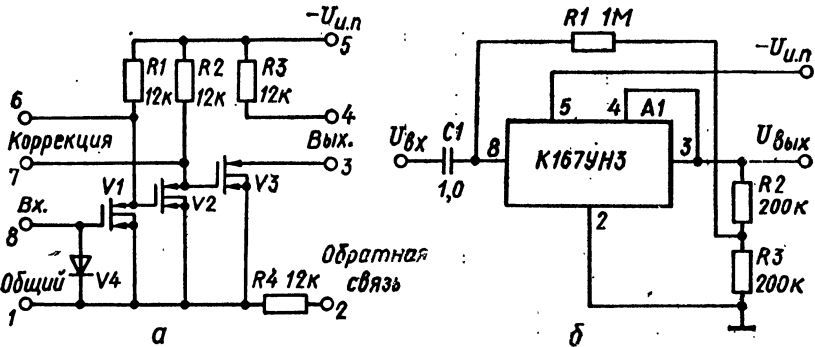 -Uи.п
5
R1
12к
R2
12к
R3
12к
6
4
Коррекция
7
Вых.
3
V1
V2
V3
Вх.
8
V4
Общий
1
R4 12к
2
Обратная
связь
а
R1 1М
-Uи.п
5
4
А1
Uвх
C1
1,0
8
К167УН3
3
Uвых
2
R2
200к
R3
200к
б